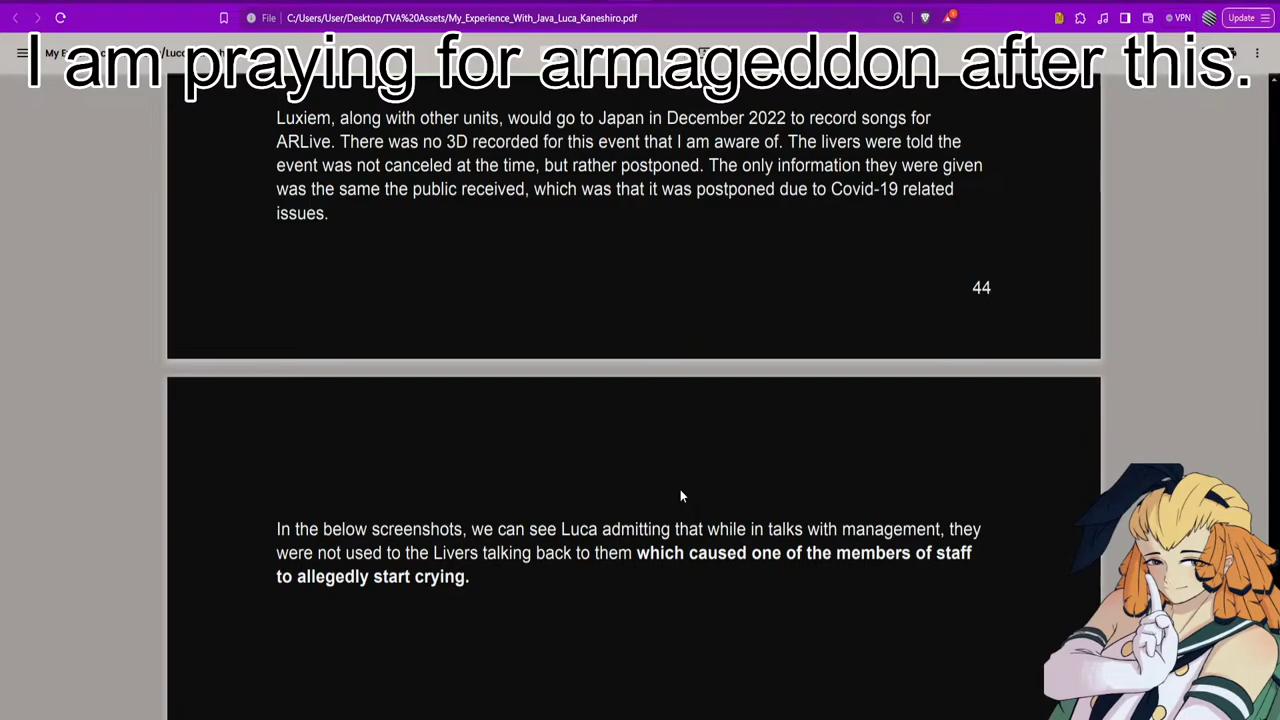 File
C:/Users/User/Desktop/TVA%20Assets/My_Experience_With_Java_Luca_Kaneshiro.pdf
VPN
Update
I am praying for armageddon after this.
Luxiem, along with other units, would go to Japan in December 2022 to record songs for
ARLive. There was no 3D recorded for this event that I am aware of. The livers were told the
event was not canceled at the time, but rather postponed. The only information they were given
was the same the public received, which was that it was postponed due to Covid-19 related
issues.
44
In the below screenshots, we can see Luca admitting that while in talks with management, they
were not used to the Livers talking back to them which caused one of the members of staff
to allegedly start crying.